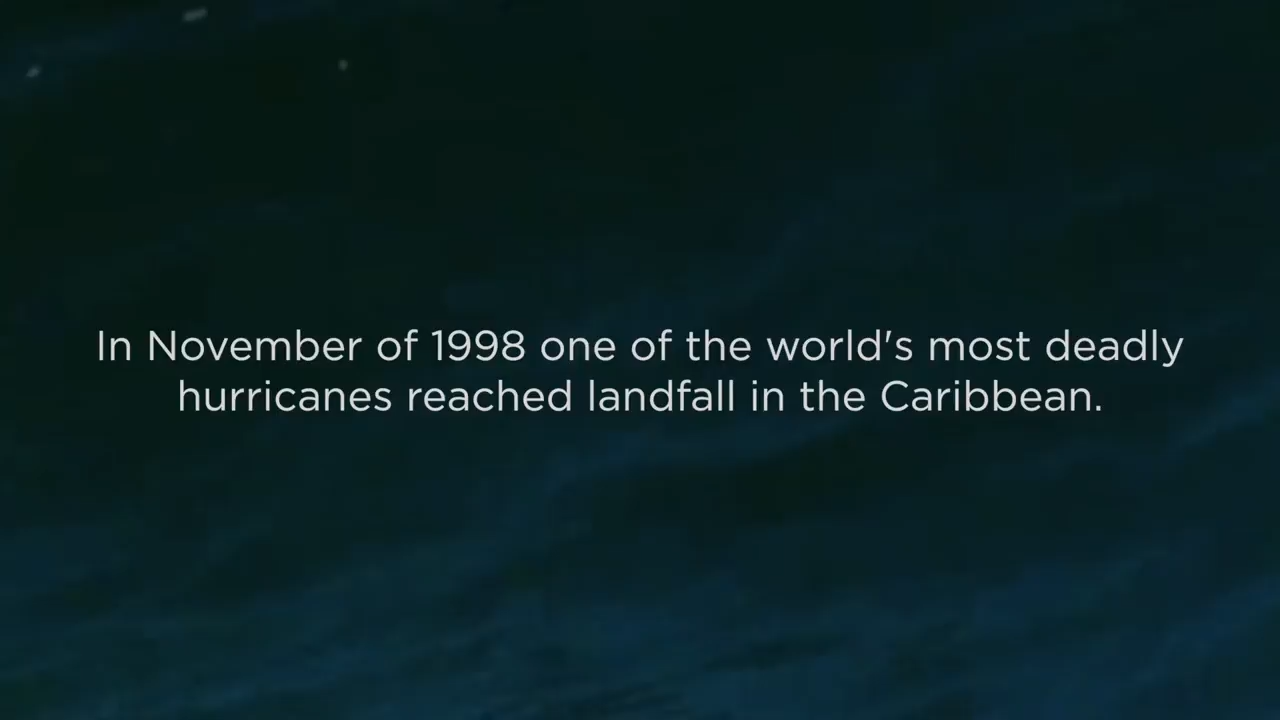 In November of 1998 one of the world's most deadly
hurricanes reached landfall in the Caribbean.